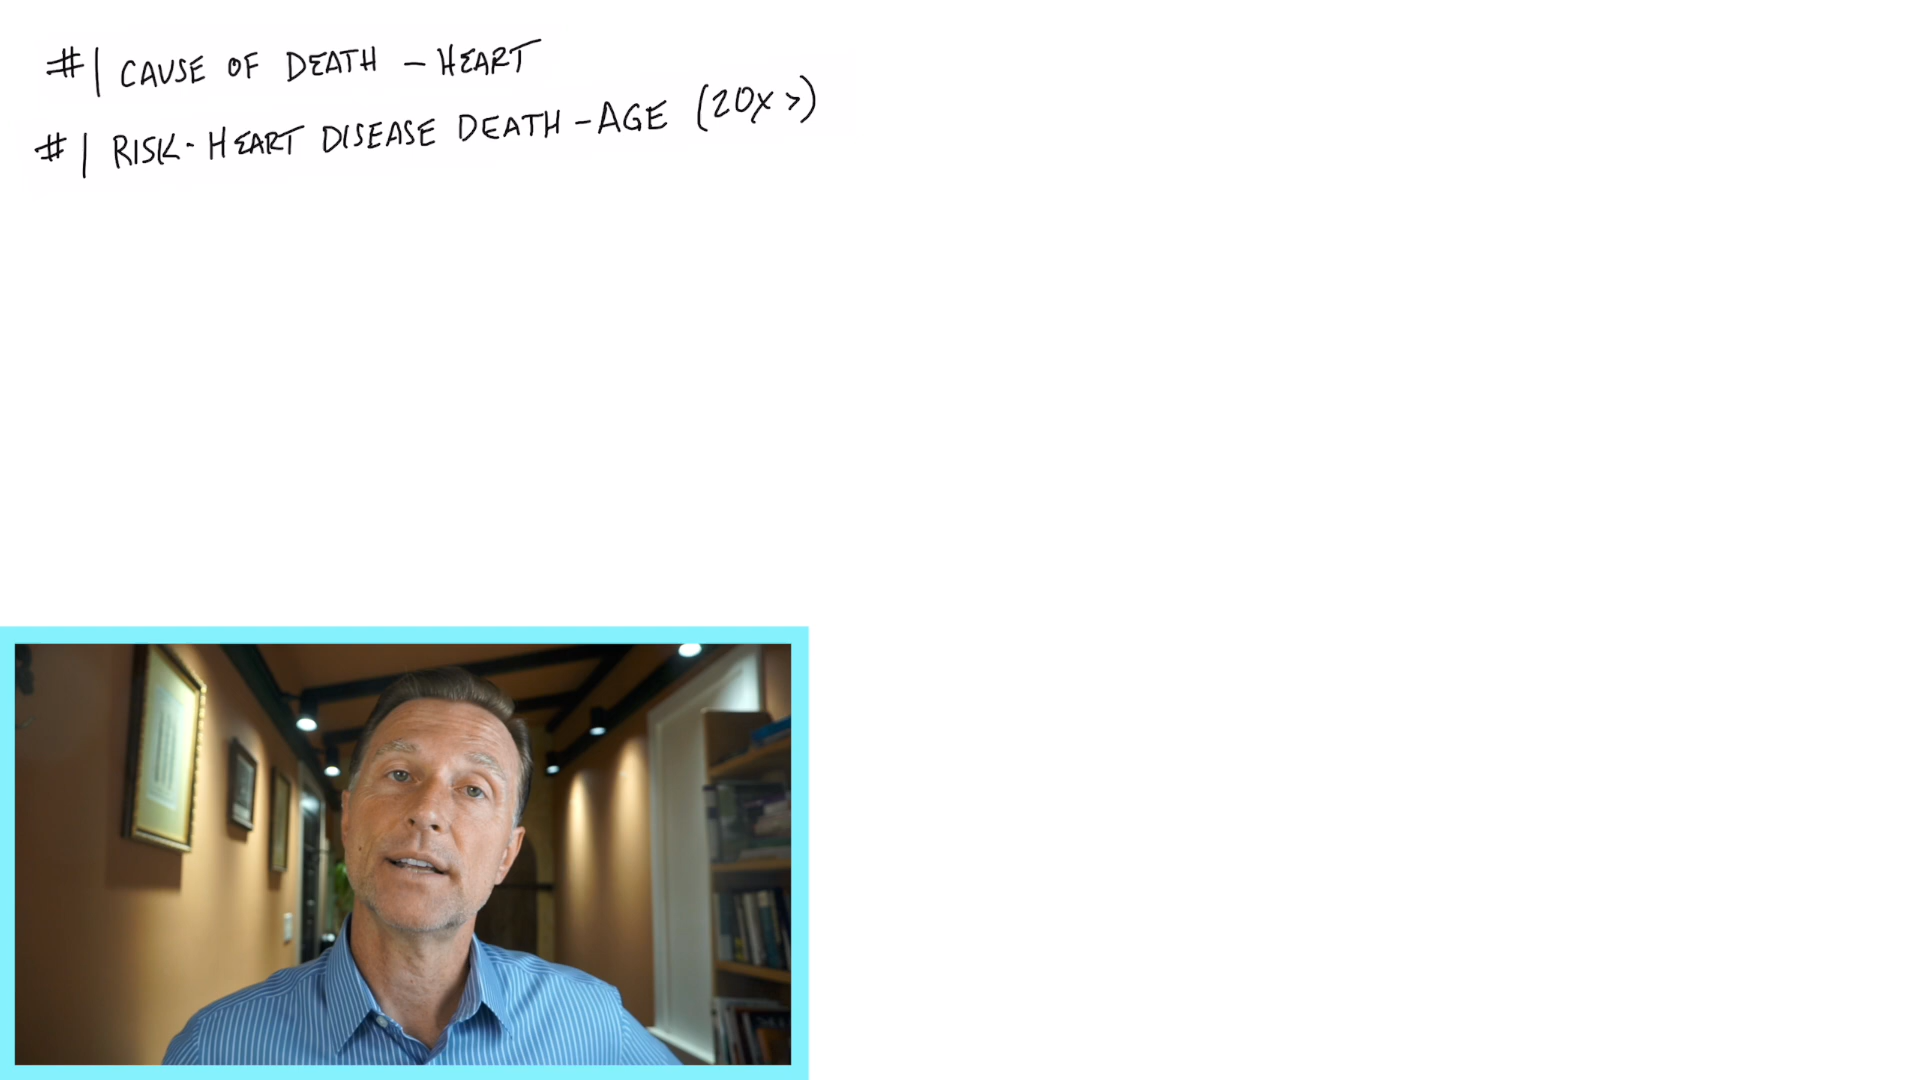 #1 CAUSE OF DEATH - HEART
#1 RISK - HEART DISEASE DEATH - AGE (20X >)